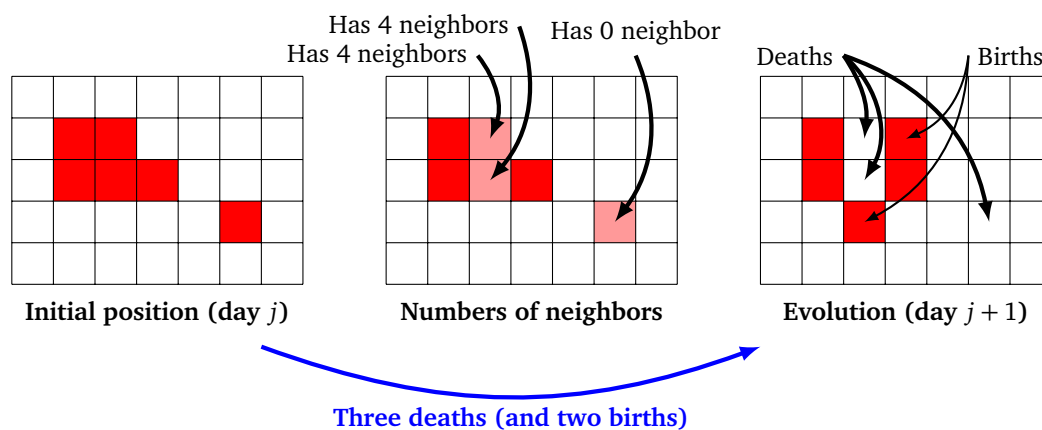 Has 4 neighbors
Has 4 neighbors
Has 0 neighbor
Deaths
Births
Initial position (day j)
Numbers of neighbors
Evolution (day j + 1)
Three deaths (and two births)